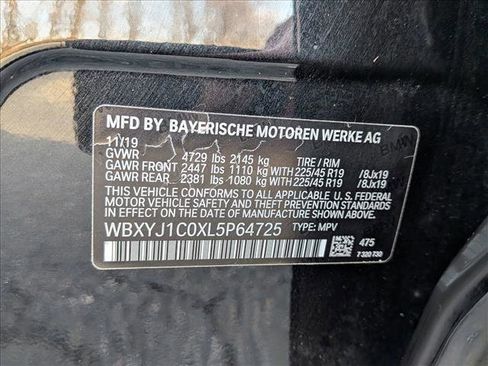 MFD BY BAYERISCHE MOTOREN WERKE AG
11/19
GVWR 4729 lbs 2145 kg TIRE / RIM
GAWR FRONT 2447 lbs 1110 kg WITH 225/45 R19 /8Jx19
GAWR REAR 2381 lbs 1080 kg WITH 225/45 R19 /8Jx19
THIS VEHICLE CONFORMS TO ALL APPLICABLE U. S. FEDERAL
MOTOR VEHICLE SAFETY STANDARDS IN EFFECT
ON THE DATE OF MANUFACTURE SHOWN ABOVE.
WBXYJ1C0XL5P64725 TYPE: MPV
475
7 320 730